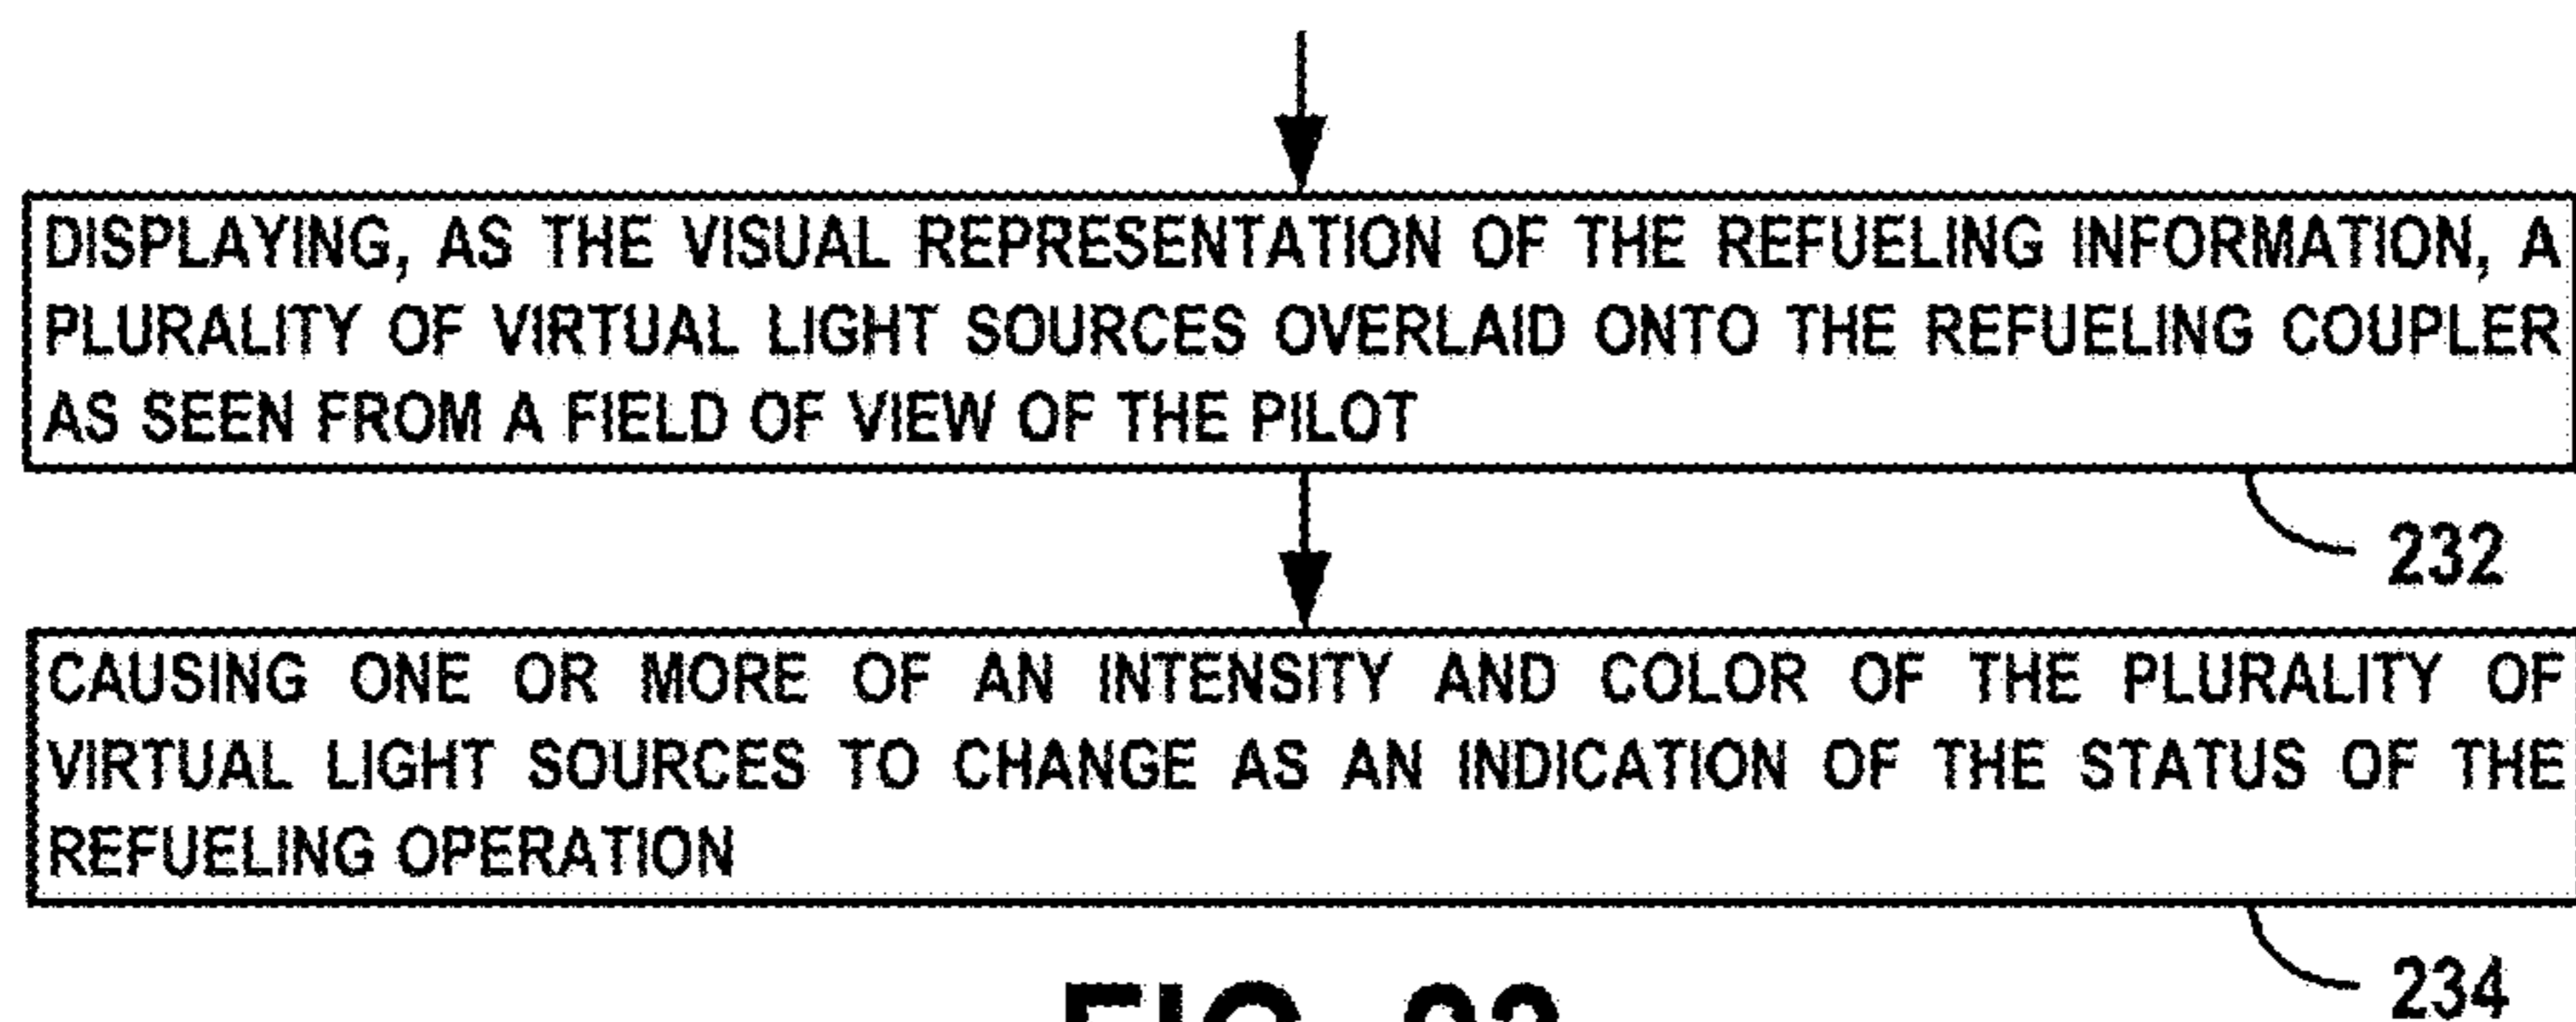 DISPLAYING, AS THE VISUAL REPRESENTATION OF THE REFUELING INFORMATION, A
PLURALITY OF VIRTUAL LIGHT SOURCES OVERLAID ONTO THE REFUELING COUPLER
AS SEEN FROM A FIELD OF VIEW OF THE PILOT
232
CAUSING ONE OR MORE OF AN INTENSITY AND COLOR OF THE PLURALITY OF
VIRTUAL LIGHT SOURCES TO CHANGE AS AN INDICATION OF THE STATUS OF THE
REFUELING OPERATION
234
FIG.